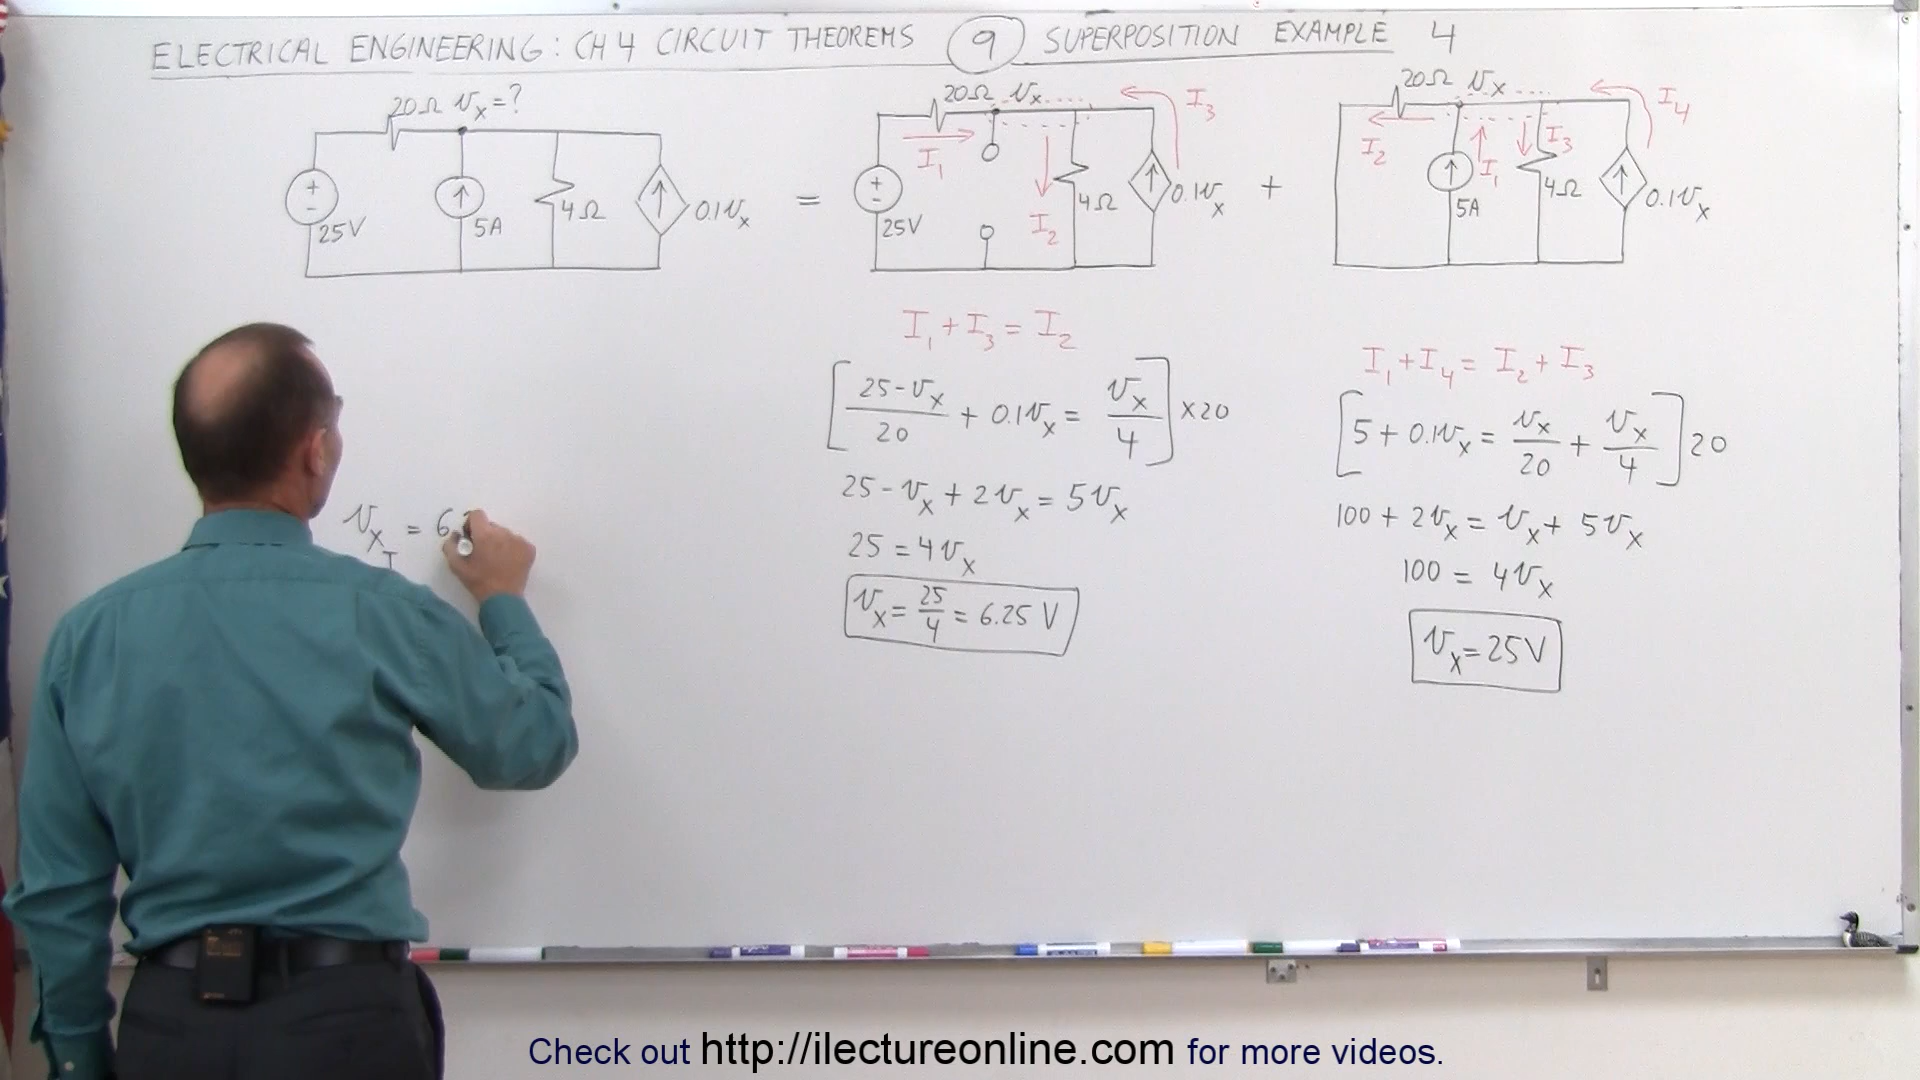 ELECTRICAL ENGINEERING: CH 4 CIRCUIT THEOREMS 9 SUPERPOSITION EXAMPLE 4
20Ω Vx=?
25V
5A
4Ω
0.1Vx
=
20Ω Vx
I1
I2
I3
25V
4Ω
0.1Vx
+
20Ω Vx
I2
I1
I3
I4
5A
4Ω
0.1Vx
I1 + I3 = I2
[(25-Vx)/20 + 0.1Vx = Vx/4] x20
25 - Vx + 2Vx = 5Vx
25 = 4Vx
Vx = 25/4 = 6.25 V
I1 + I4 = I2 + I3
[5 + 0.1Vx = Vx/20 + Vx/4] 20
100 + 2Vx = Vx + 5Vx
100 = 4Vx
Vx = 25V
VxT = 6.
Check out http://ilectureonline.com for more videos.